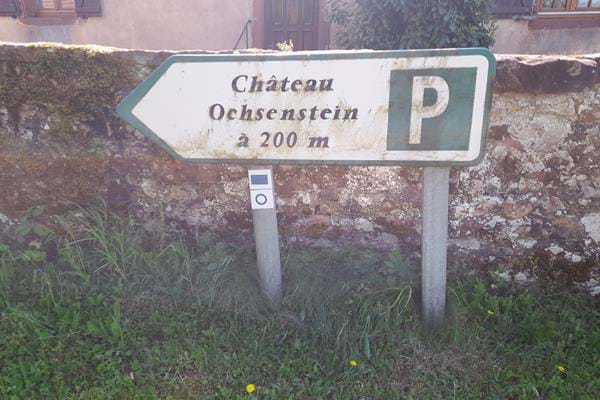 Château
Ochsenstein
à 200 m
P